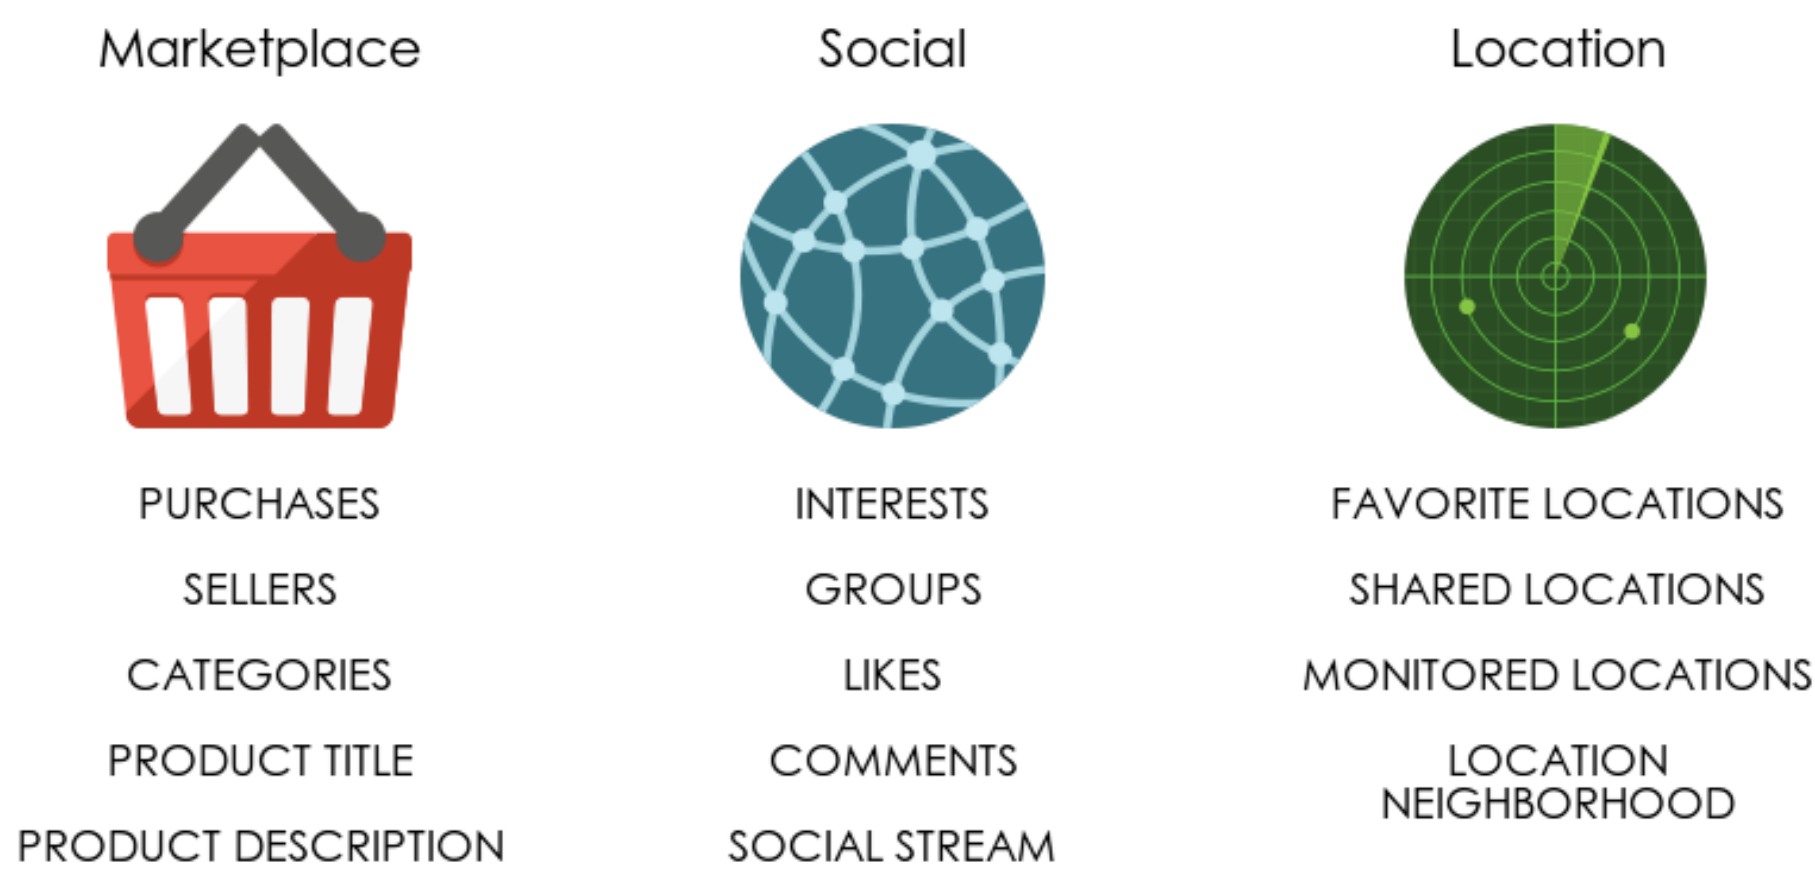 Marketplace
Social
Location
PURCHASES
SELLERS
CATEGORIES
PRODUCT TITLE
PRODUCT DESCRIPTION
INTERESTS
GROUPS
LIKES
COMMENTS
SOCIAL STREAM
FAVORITE LOCATIONS
SHARED LOCATIONS
MONITORED LOCATIONS
LOCATION
NEIGHBORHOOD